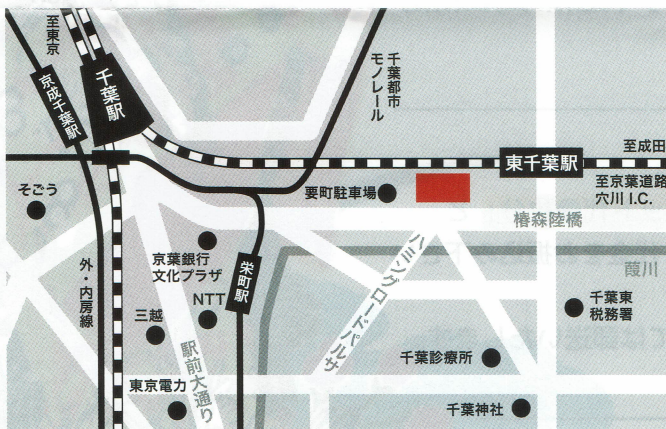 至東京
京成千葉駅
千葉駅
千葉都市
モノレール
東千葉駅
至成田
至京葉道路
穴川 I.C.
そごう
要町駐車場
椿森陸橋
京葉銀行
文化プラザ
栄町駅
ハミングロードパルサ
葭川
外・内房線
NTT
三越
千葉東
税務署
駅前大通り
千葉診療所
東京電力
千葉神社